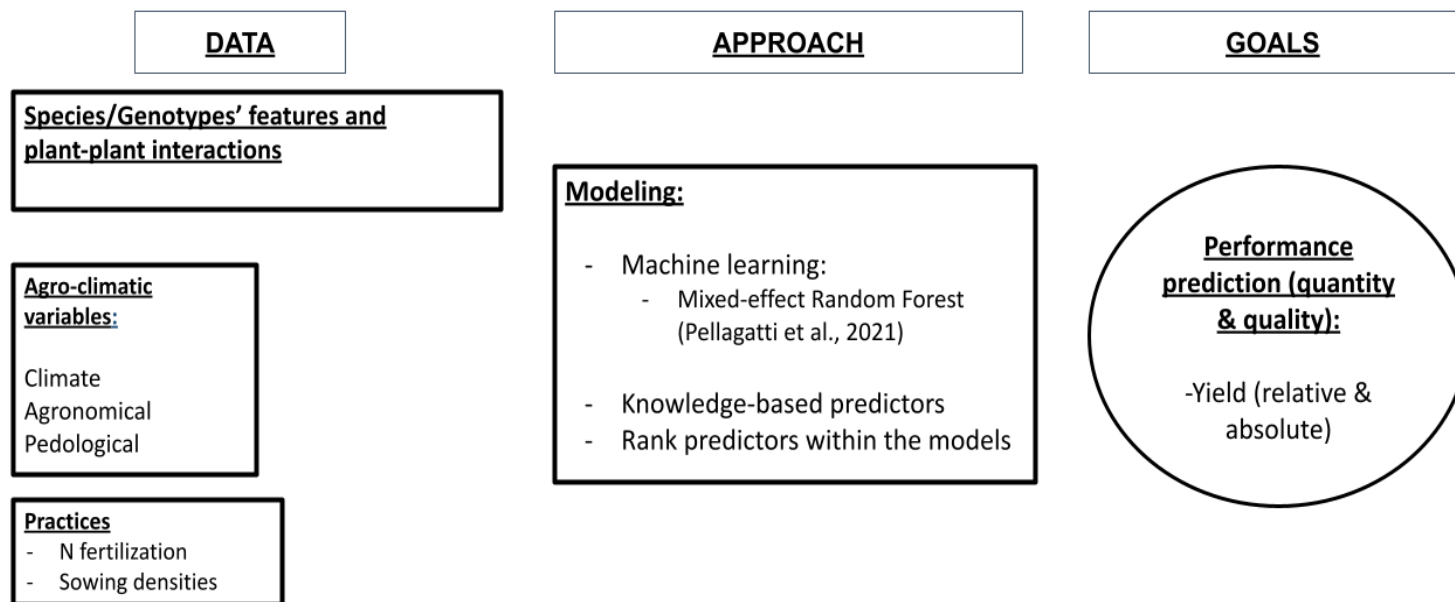 DATA
Species/Genotypes’ features and
plant-plant interactions
Agro-climatic
variables:
Climate
Agronomical
Pedological
Practices
- N fertilization
- Sowing densities
APPROACH
Modeling:
- Machine learning:
- Mixed-effect Random Forest
(Pellagatti et al., 2021)
- Knowledge-based predictors
- Rank predictors within the models
GOALS
Performance
prediction (quantity
& quality):
-Yield (relative &
absolute)